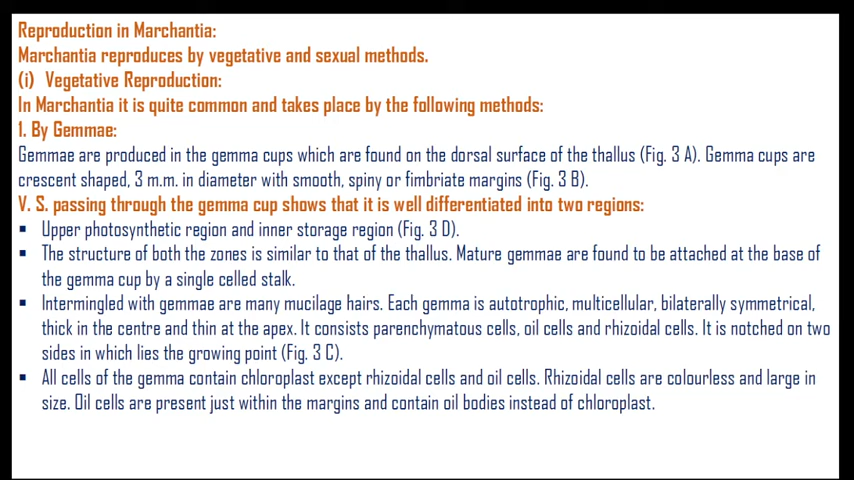 Reproduction in Marchantia:
Marchantia reproduces by vegetative and sexual methods.
(i) Vegetative Reproduction:
In Marchantia it is quite common and takes place by the following methods:
1. By Gemmae:
Gemmae are produced in the gemma cups which are found on the dorsal surface of the thallus (Fig. 3 A). Gemma cups are
crescent shaped, 3 m.m. in diameter with smooth, spiny or fimbriate margins (Fig. 3 B).
V. S. passing through the gemma cup shows that it is well differentiated into two regions:
▪ Upper photosynthetic region and inner storage region (Fig. 3 D).
▪ The structure of both the zones is similar to that of the thallus. Mature gemmae are found to be attached at the base of
the gemma cup by a single celled stalk.
▪ Intermingled with gemmae are many mucilage hairs. Each gemma is autotrophic, multicellular, bilaterally symmetrical,
thick in the centre and thin at the apex. It consists parenchymatous cells, oil cells and rhizoidal cells. It is notched on two
sides in which lies the growing point (Fig. 3 C).
▪ All cells of the gemma contain chloroplast except rhizoidal cells and oil cells. Rhizoidal cells are colourless and large in
size. Oil cells are present just within the margins and contain oil bodies instead of chloroplast.